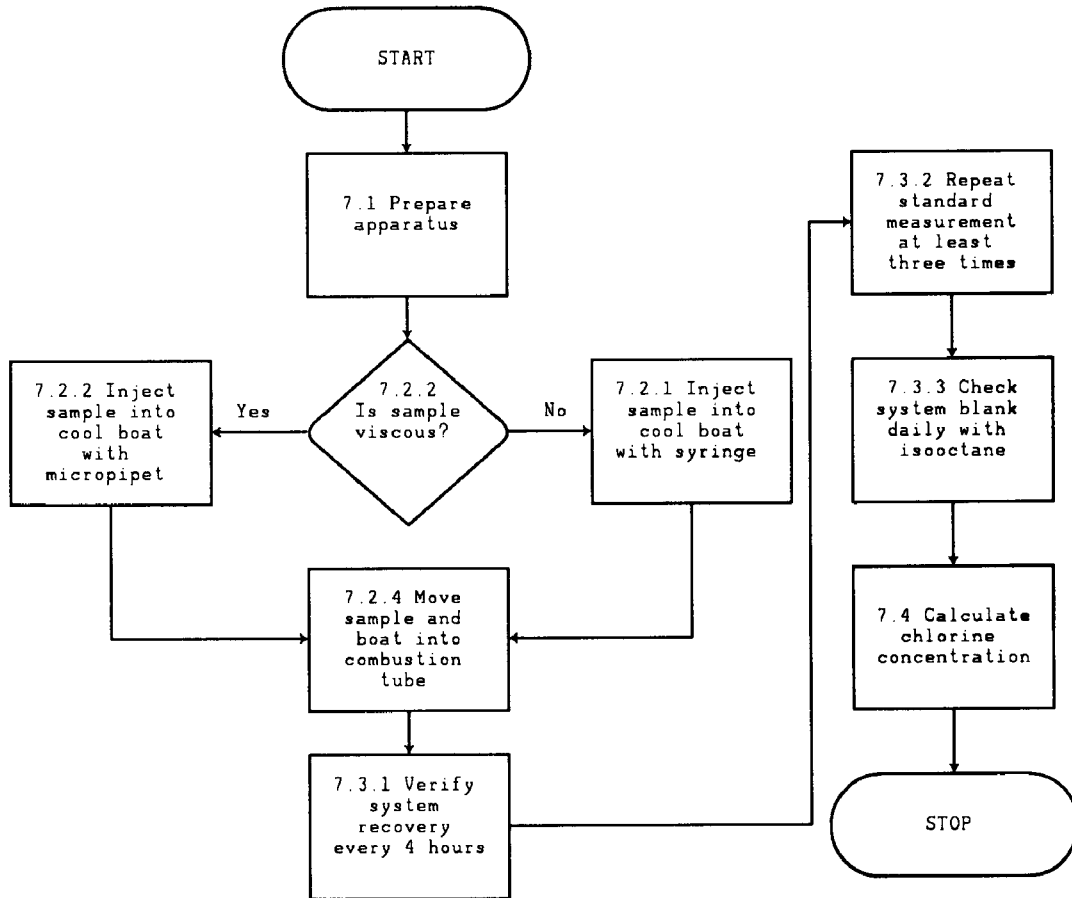 START
7.1 Prepare
apparatus
7.2.2
Is sample
viscous?
Yes
No
7.2.2 Inject
sample into
cool boat
with
micropipet
7.2.1 Inject
sample into
cool boat
with syringe
7.2.4 Move
sample and
boat into
combustion
tube
7.3.1 Verify
system
recovery
every 4 hours
7.3.2 Repeat
standard
measurement
at least
three times
7.3.3 Check
system blank
daily with
isooctane
7.4 Calculate
chlorine
concentration
STOP